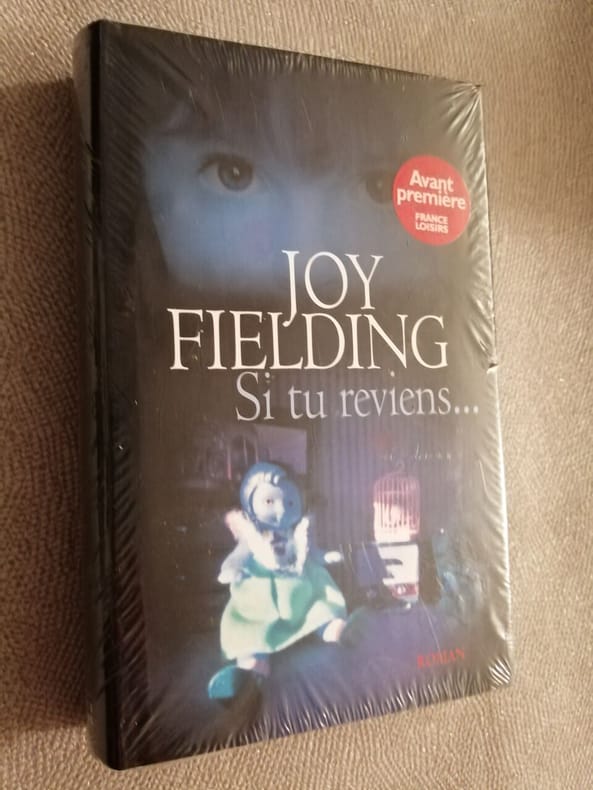 Avant
première
FRANCE
LOISIRS
JOY
FIELDING
Si tu reviens...
ROMAN